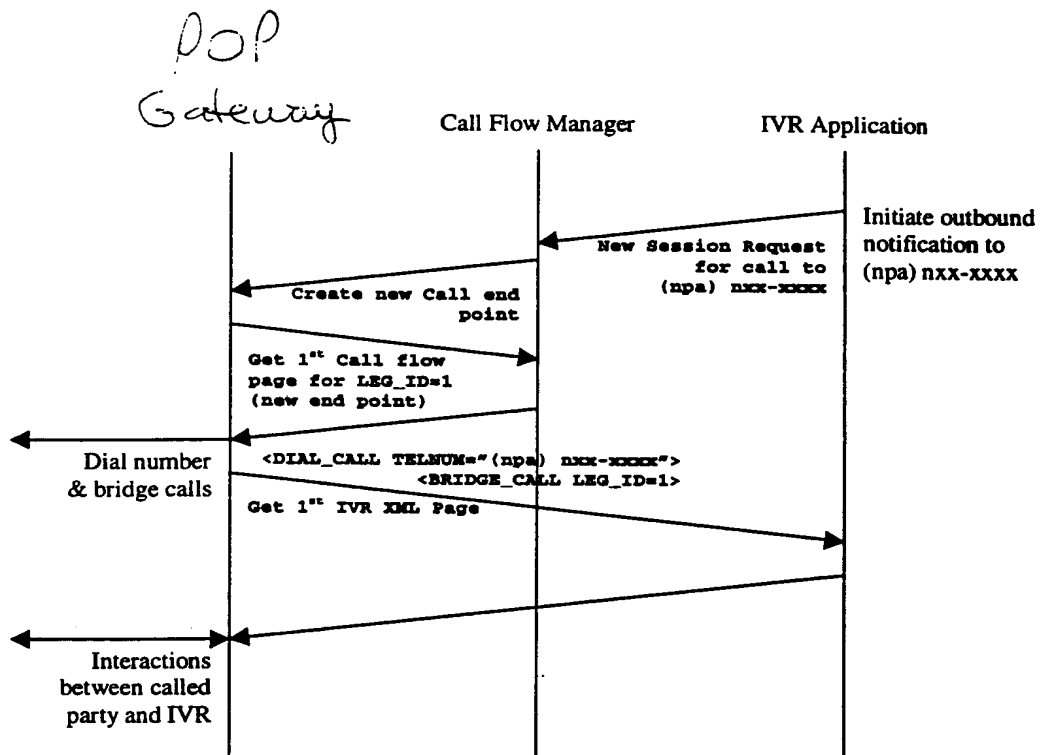 POP
Gateway
Call Flow Manager
IVR Application
Initiate outbound
notification to
(npa) nxx-xxxx
New Session Request
for call to
(npa) nxx-xxxx
Create new Call end
point
Get 1st Call flow
page for LEG_ID=1
(new end point)
Dial number
& bridge calls
<DIAL_CALL TELNUM="(npa) nxx-xxxx">
<BRIDGE_CALL LEG_ID=1>
Get 1st IVR XML Page
Interactions
between called
party and IVR